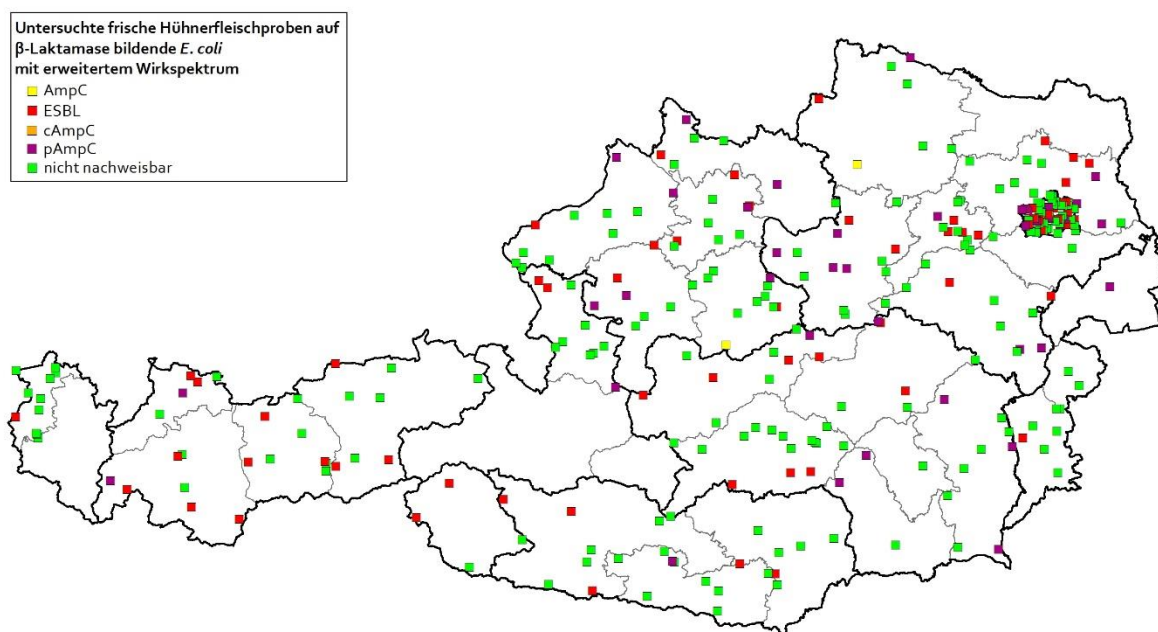 Untersuchte frische Hühnerfleischproben auf
β-Laktamase bildende E. coli
mit erweitertem Wirkspektrum
AmpC
ESBL
cAmpC
pAmpC
nicht nachweisbar